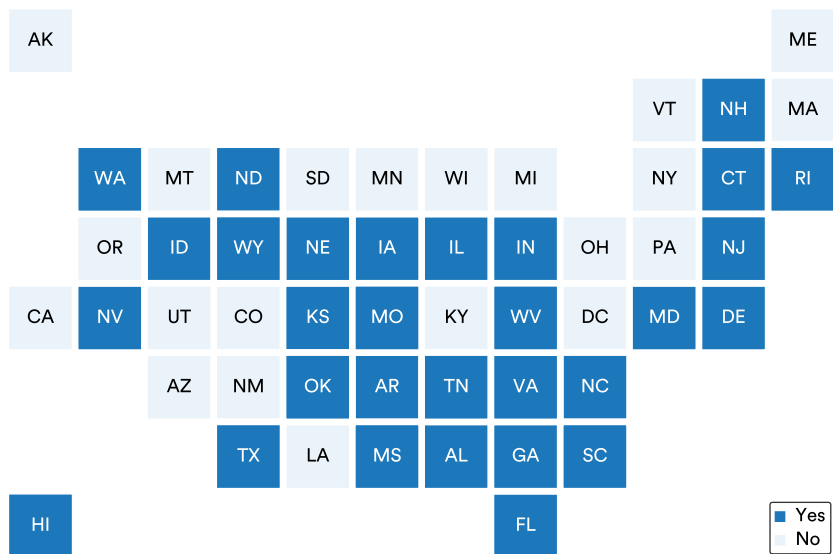 AK ME
VT NH MA
WA MT ND SD MN WI MI NY CT RI
OR ID WY NE IA IL IN OH PA NJ
CA NV UT CO KS MO KY WV DC MD DE
AZ NM OK AR TN VA NC
TX LA MS AL GA SC
HI FL
Yes
No